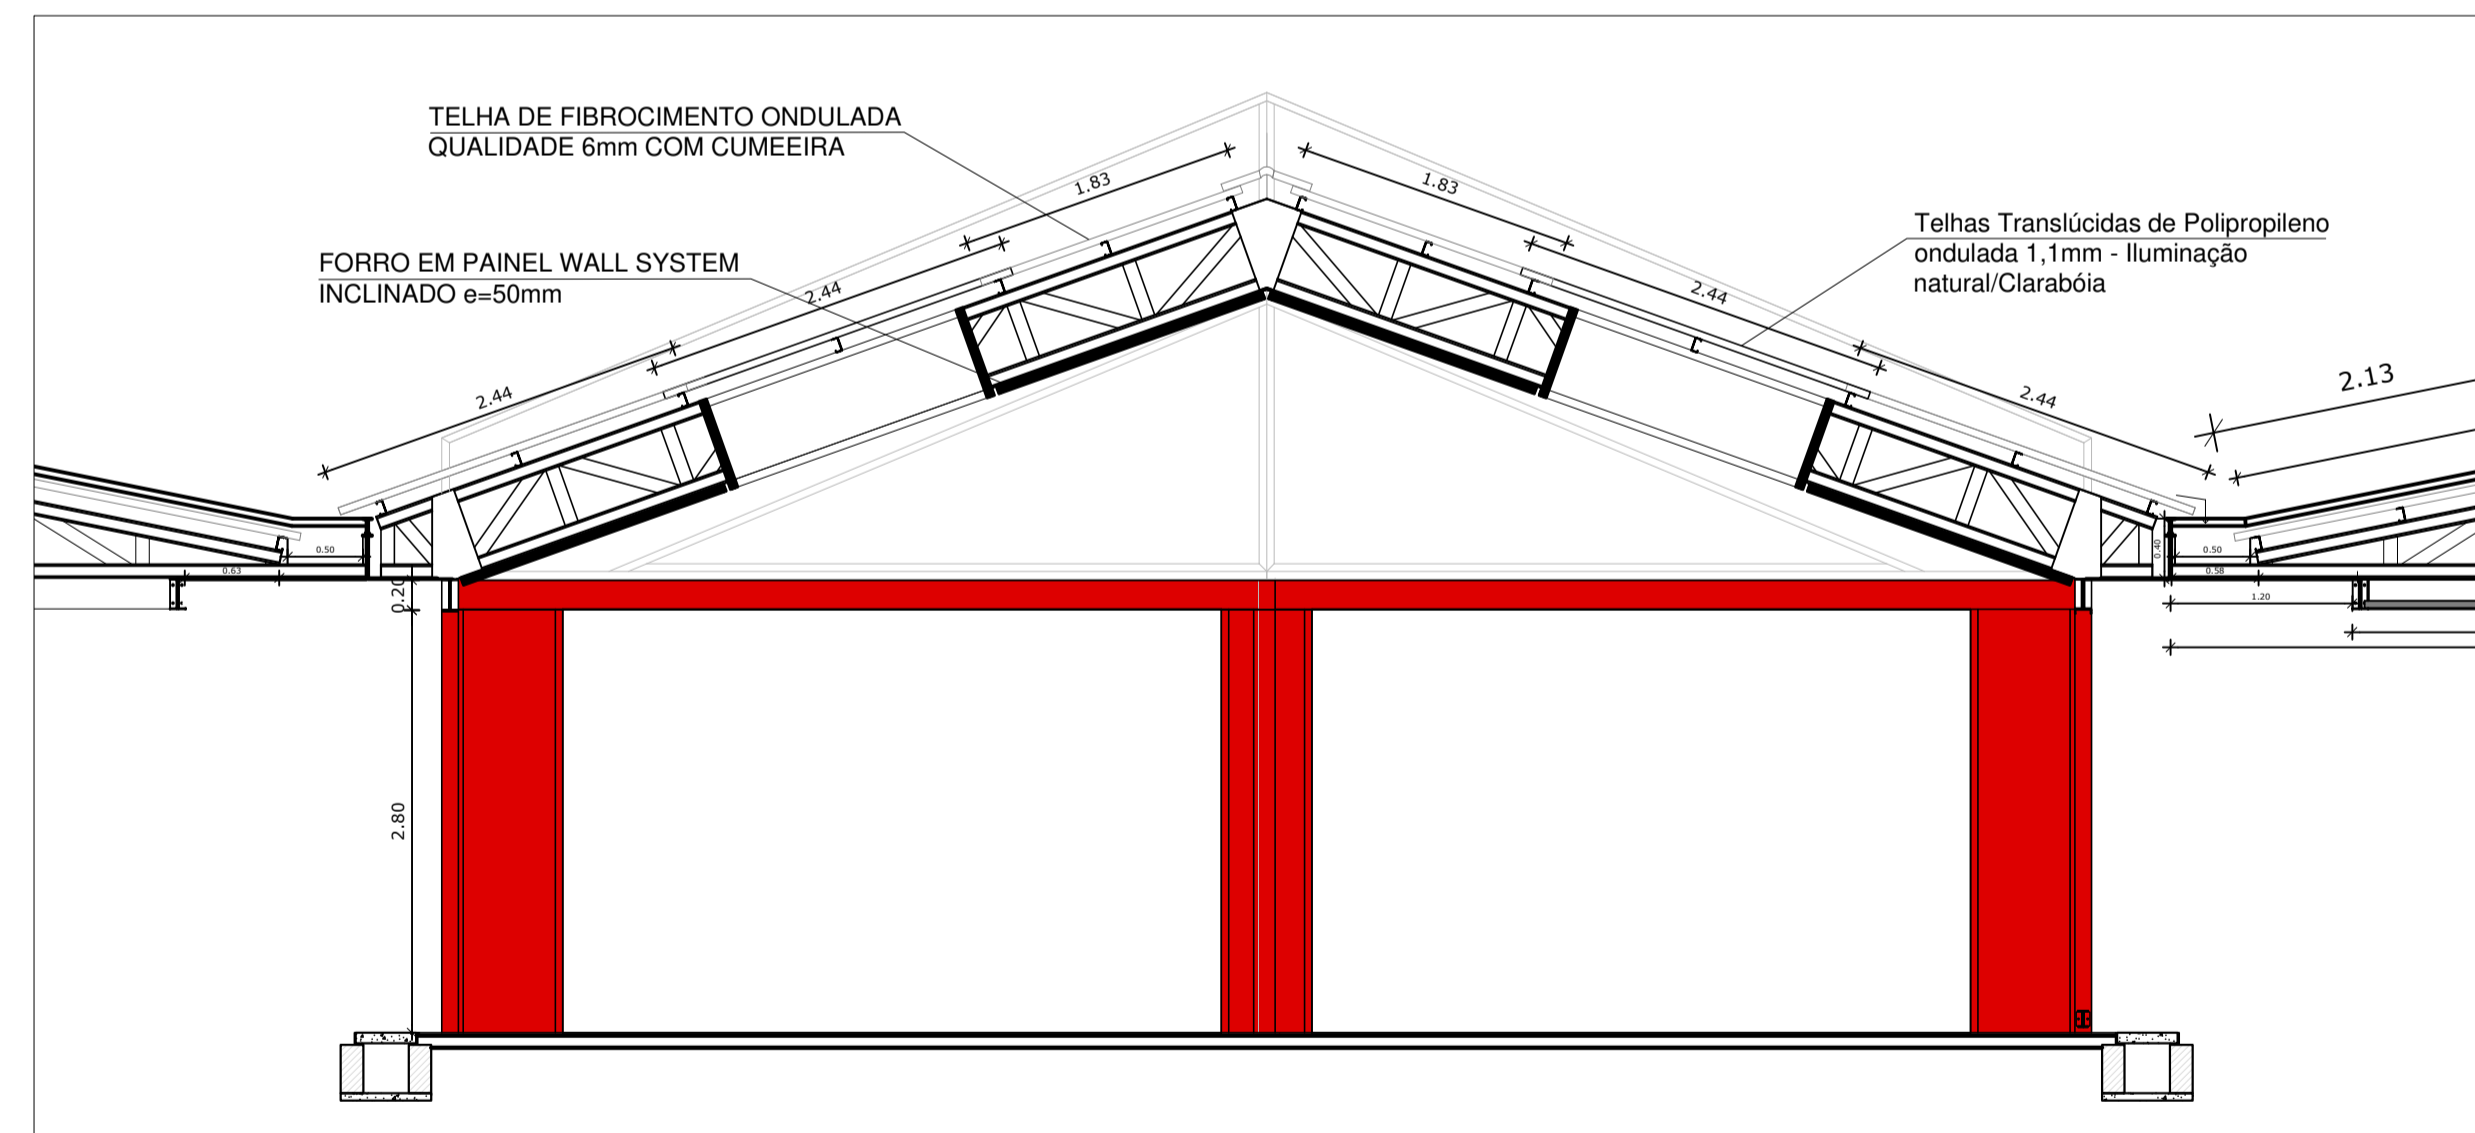 TELHA DE FIBROCIMENTO ONDULADA
QUALIDADE 6mm COM CUMEEIRA
1.83
1.83
Telhas Translúcidas de Polipropileno
ondulada 1,1mm - Iluminação
natural/Clarabóia
FORRO EM PAINEL WALL SYSTEM
INCLINADO e=50mm
2.44
2.44
2.44
2.44
2.13
0.50
0.63
0.20
0.40
0.50
0.58
1.20
2.80